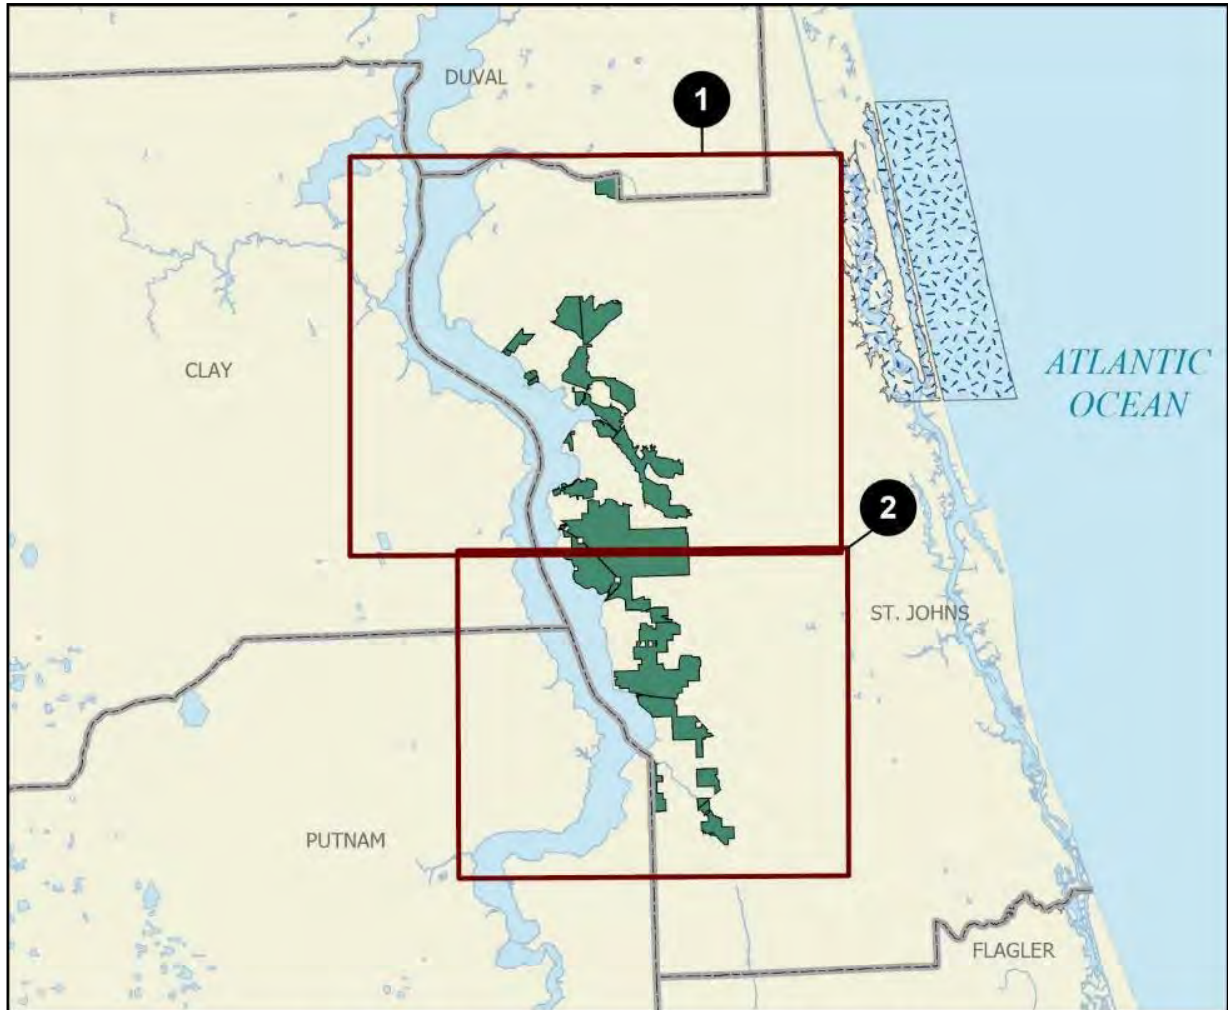 DUVAL
1
CLAY
ATLANTIC
OCEAN
2
ST. JOHNS
PUTNAM
FLAGLER